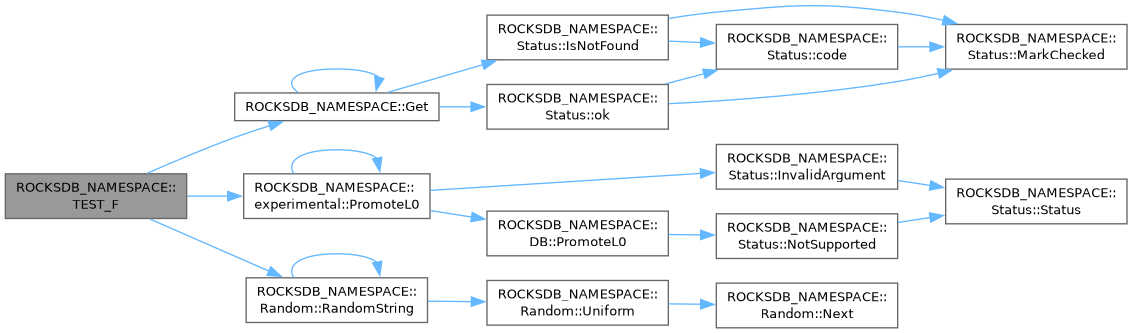 ROCKSDB_NAMESPACE::
TEST_F
ROCKSDB_NAMESPACE::Get
ROCKSDB_NAMESPACE::
Status::IsNotFound
ROCKSDB_NAMESPACE::
Status::code
ROCKSDB_NAMESPACE::
Status::MarkChecked
ROCKSDB_NAMESPACE::
Status::ok
ROCKSDB_NAMESPACE::
experimental::PromoteL0
ROCKSDB_NAMESPACE::
Status::InvalidArgument
ROCKSDB_NAMESPACE::
Status::Status
ROCKSDB_NAMESPACE::
DB::PromoteL0
ROCKSDB_NAMESPACE::
Status::NotSupported
ROCKSDB_NAMESPACE::
Random::RandomString
ROCKSDB_NAMESPACE::
Random::Uniform
ROCKSDB_NAMESPACE::
Random::Next